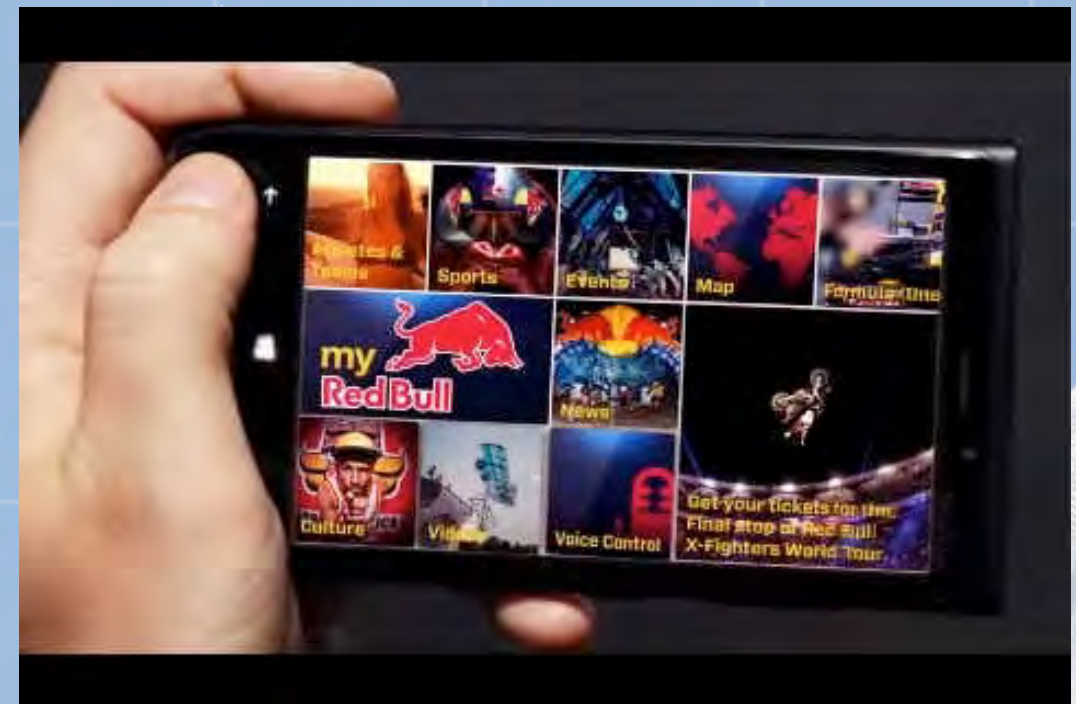 Athletes &
Teams
Sports
Events
Map
Formula One
my
Red Bull
News
Culture
Videos
Voice Control
Get your tickets for the
Final stop of Red Bull
X-Fighters World Tour.